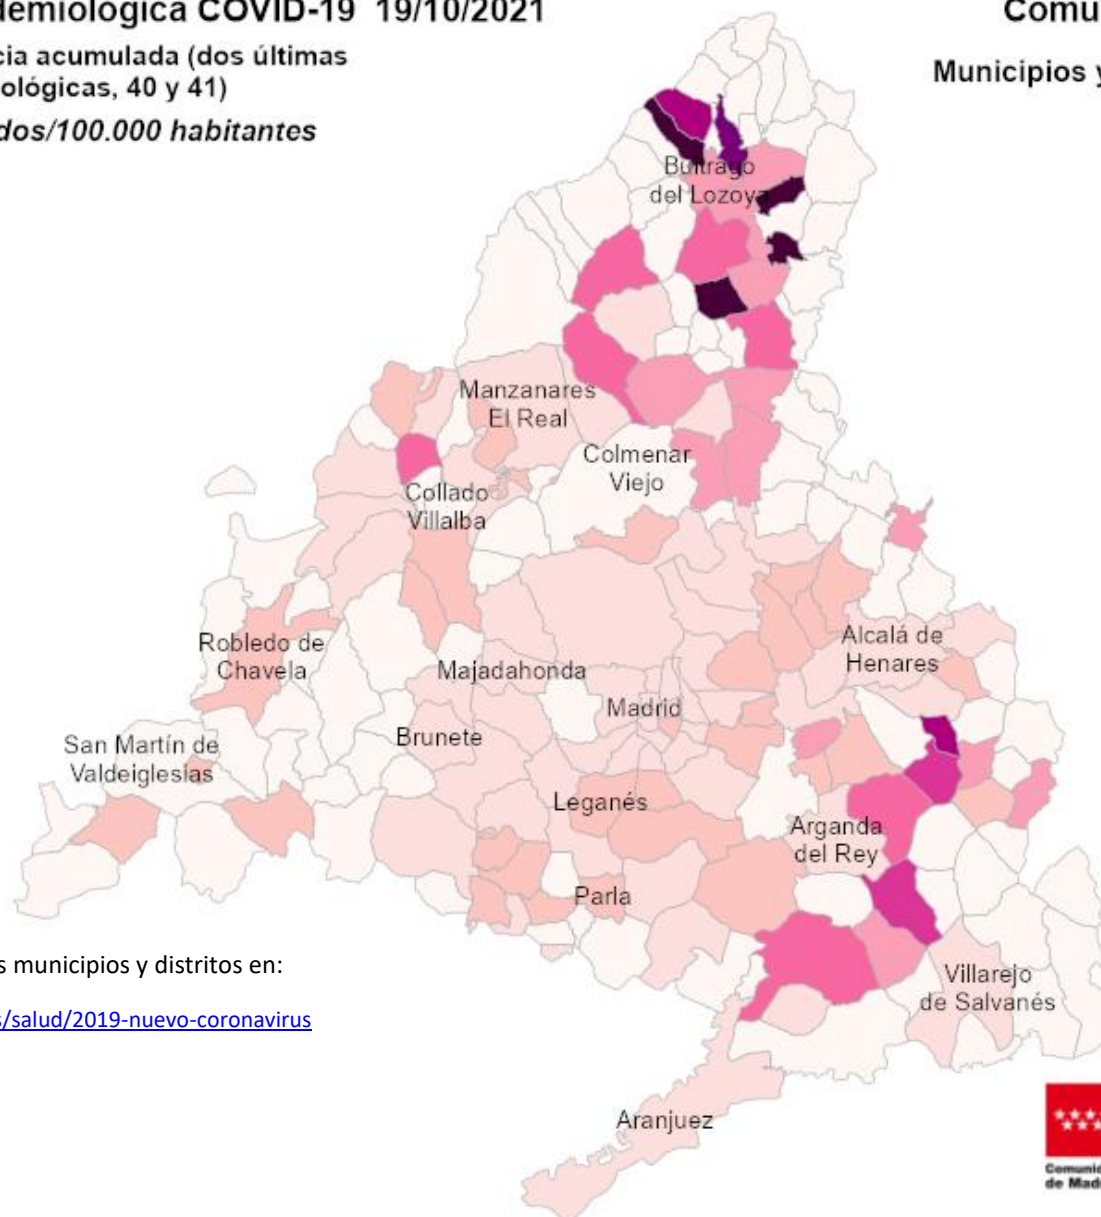 demiológica COVID-19 19/10/2021
cia acumulada (dos últimas
ológicas, 40 y 41)
dos/100.000 habitantes
Comu
Municipios y
Buitrago
del Lozoya
Manzanares
El Real
Colmenar
Viejo
Collado
Villalba
Robledo de
Chavela
Alcalá de
Henares
Majadahonda
Madrid
Brunete
San Martín de
Valdeiglesias
Leganés
Arganda
del Rey
Parla
s municipios y distritos en:
Villarejo
de Salvanés
s/salud/2019-nuevo-coronavirus
Aranjuez
Comunid
de Mad